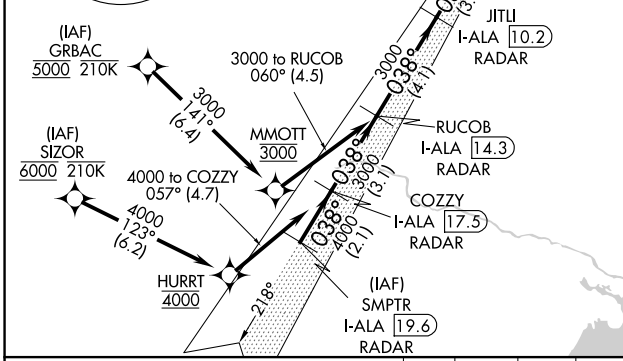 (IAF)
GRBAC
5000 210K
3000
141°
(6.4)
3000 to RUCOB
060° (4.5)
JITLI
I-ALA 10.2
RADAR
3000
038°
(4.1)
(IAF)
SIZOR
6000 210K
4000
123°
(6.2)
MMOTT
3000
4000 to COZZY
057° (4.7)
RUCOB
I-ALA 14.3
RADAR
038°
3000
(3.1)
COZZY
I-ALA 17.5
RADAR
038°
4000
(2.1)
HURRT
4000
218°
(IAF)
SMPTR
I-ALA 19.6
RADAR